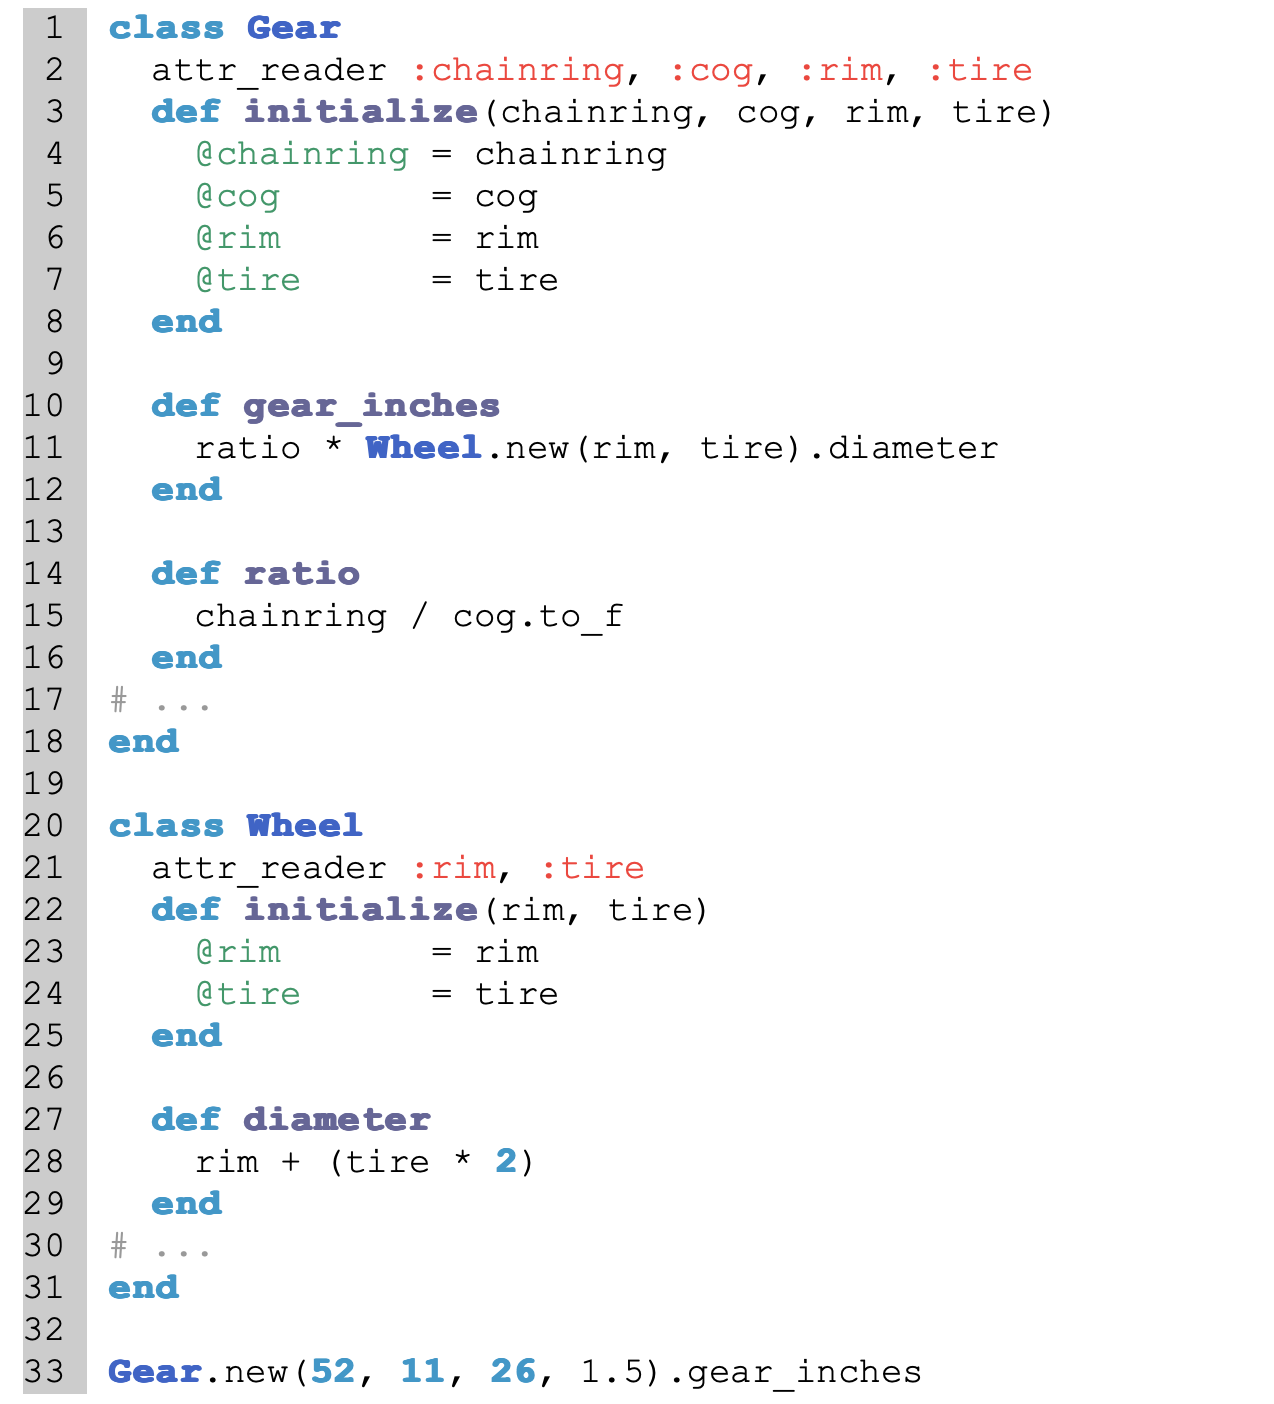 1 class Gear
2   attr_reader :chainring, :cog, :rim, :tire
3   def initialize(chainring, cog, rim, tire)
4     @chainring = chainring
5     @cog       = cog
6     @rim       = rim
7     @tire      = tire
8   end
9
10   def gear_inches
11     ratio * Wheel.new(rim, tire).diameter
12   end
13
14   def ratio
15     chainring / cog.to_f
16   end
17 # ...
18 end
19
20 class Wheel
21   attr_reader :rim, :tire
22   def initialize(rim, tire)
23     @rim       = rim
24     @tire      = tire
25   end
26
27   def diameter
28     rim + (tire * 2)
29   end
30 # ...
31 end
32
33 Gear.new(52, 11, 26, 1.5).gear_inches